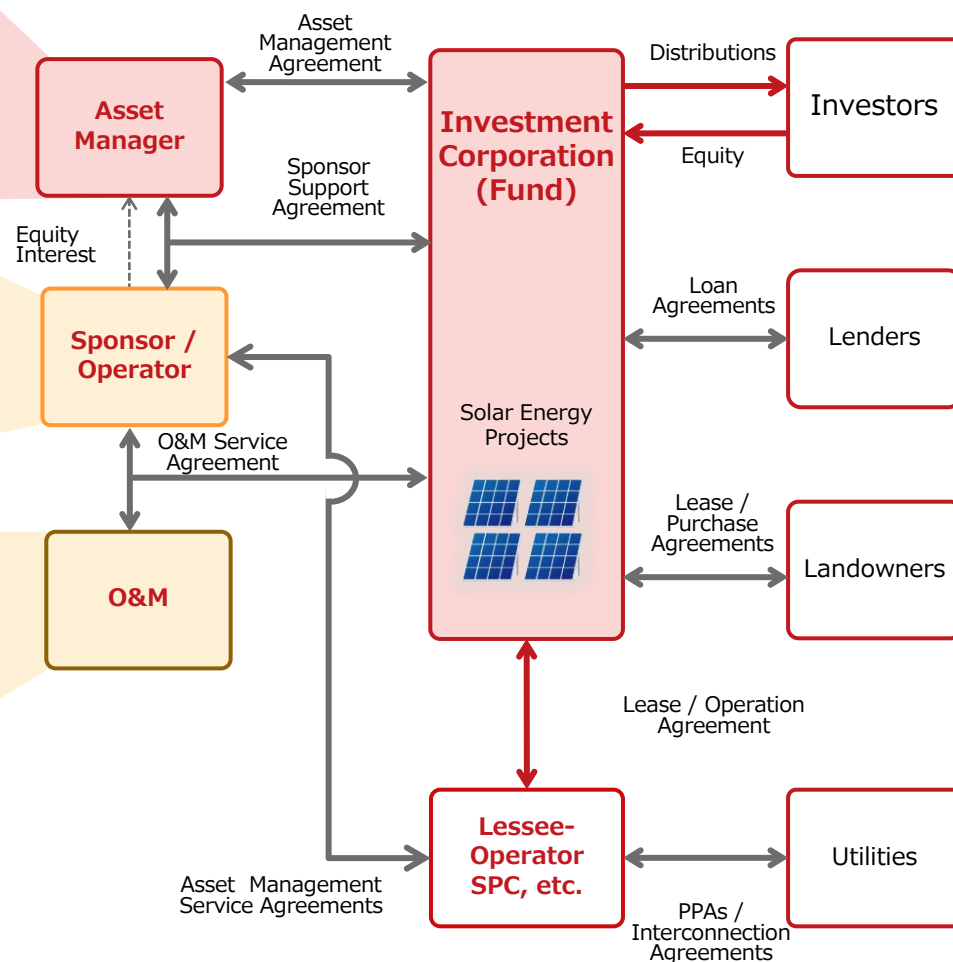 Asset
Management
Agreement
Distributions
Investors
Asset
Manager
Investment
Corporation
(Fund)
Equity
Sponsor
Support
Agreement
Equity
Interest
Loan
Agreements
Lenders
Sponsor /
Operator
Solar Energy
Projects
O&M Service
Agreement
Lease /
Purchase
Agreements
Landowners
O&M
Lease / Operation
Agreement
Lessee-
Operator
SPC, etc.
Utilities
Asset Management
Service Agreements
PPAs /
Interconnection
Agreements